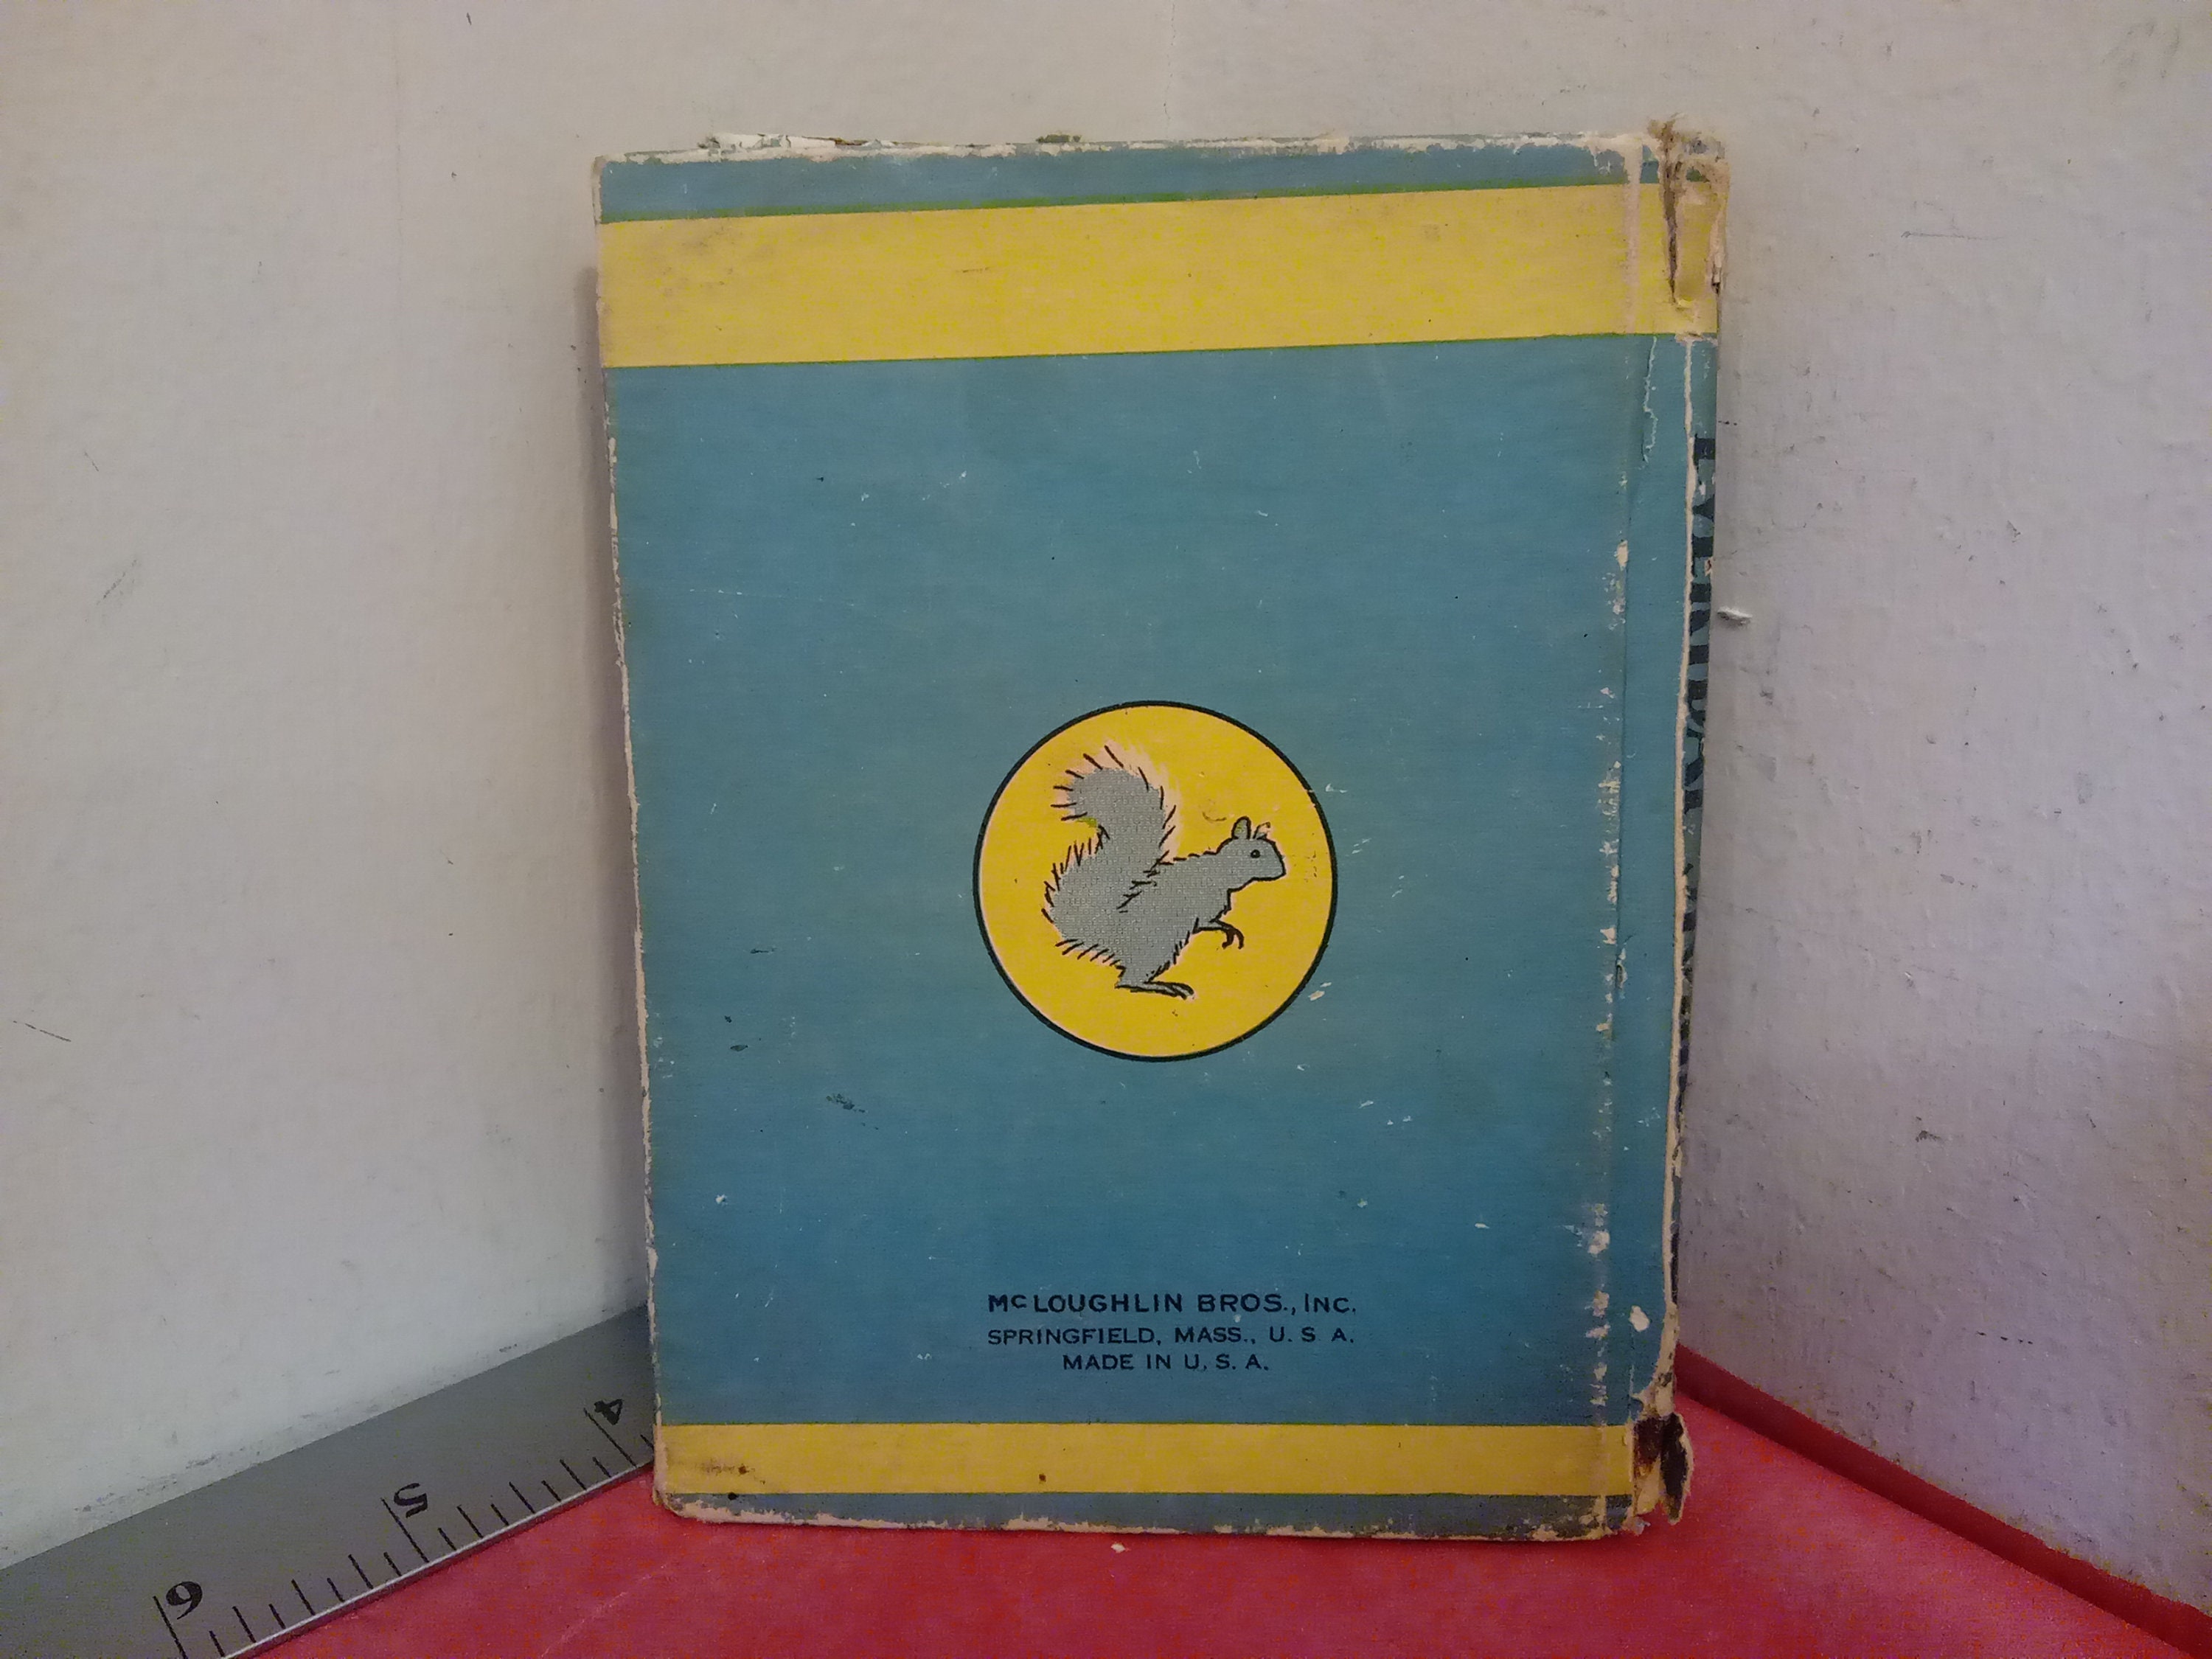 McLOUGHLIN BROS., INC.
SPRINGFIELD, MASS., U. S A.
MADE IN U. S. A.
4
5
6